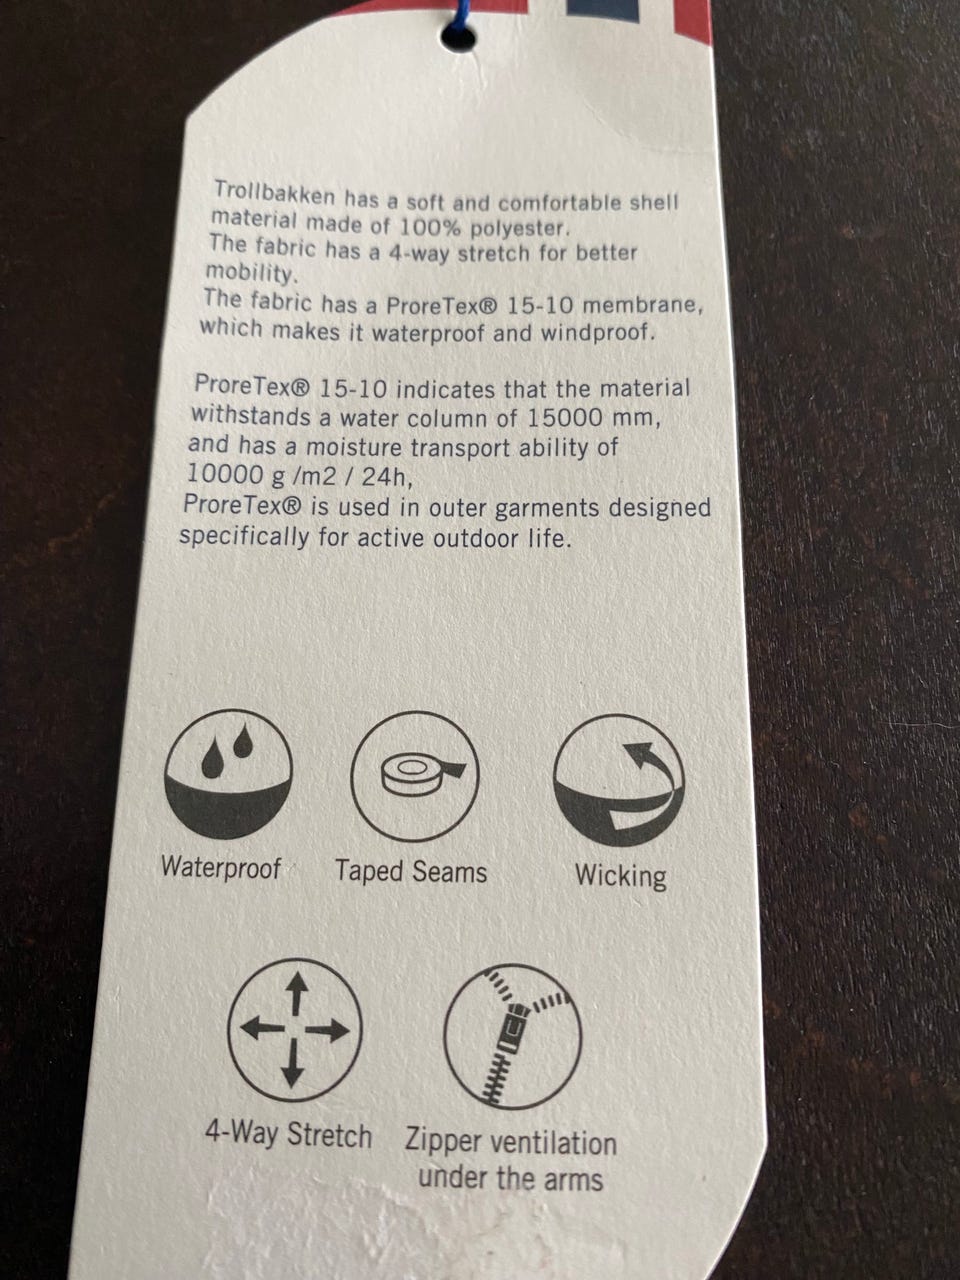 Trollbakken has a soft and comfortable shell
material made of 100% polyester.
The fabric has a 4-way stretch for better
mobility.
The fabric has a ProreTex® 15-10 membrane,
which makes it waterproof and windproof.
ProreTex® 15-10 indicates that the material
withstands a water column of 15000 mm,
and has a moisture transport ability of
10000 g /m2 / 24h,
ProreTex® is used in outer garments designed
specifically for active outdoor life.
Waterproof Taped Seams Wicking
4-Way Stretch Zipper ventilation
under the arms